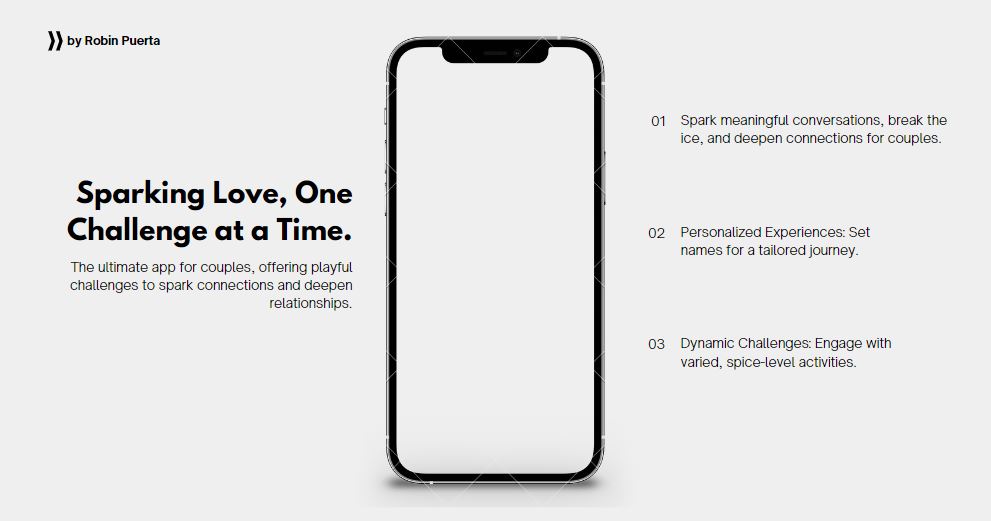 by Robin Puerta
Sparking Love, One
Challenge at a Time.
The ultimate app for couples, offering playful
challenges to spark connections and deepen
relationships.
01 Spark meaningful conversations, break the
ice, and deepen connections for couples.
02 Personalized Experiences: Set
names for a tailored journey.
03 Dynamic Challenges: Engage with
varied, spice-level activities.